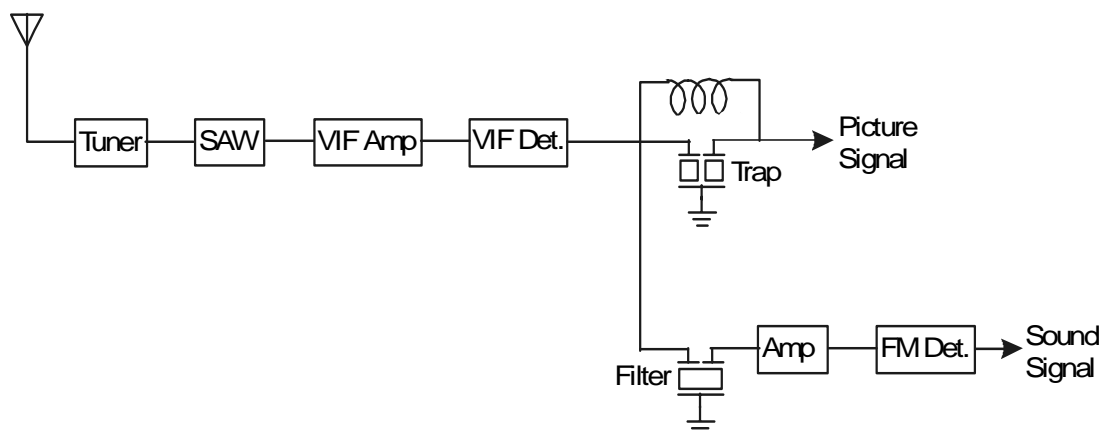 Tuner
SAW
VIF Amp
VIF Det.
Trap
Picture
Signal
Filter
Amp
FM Det.
Sound
Signal